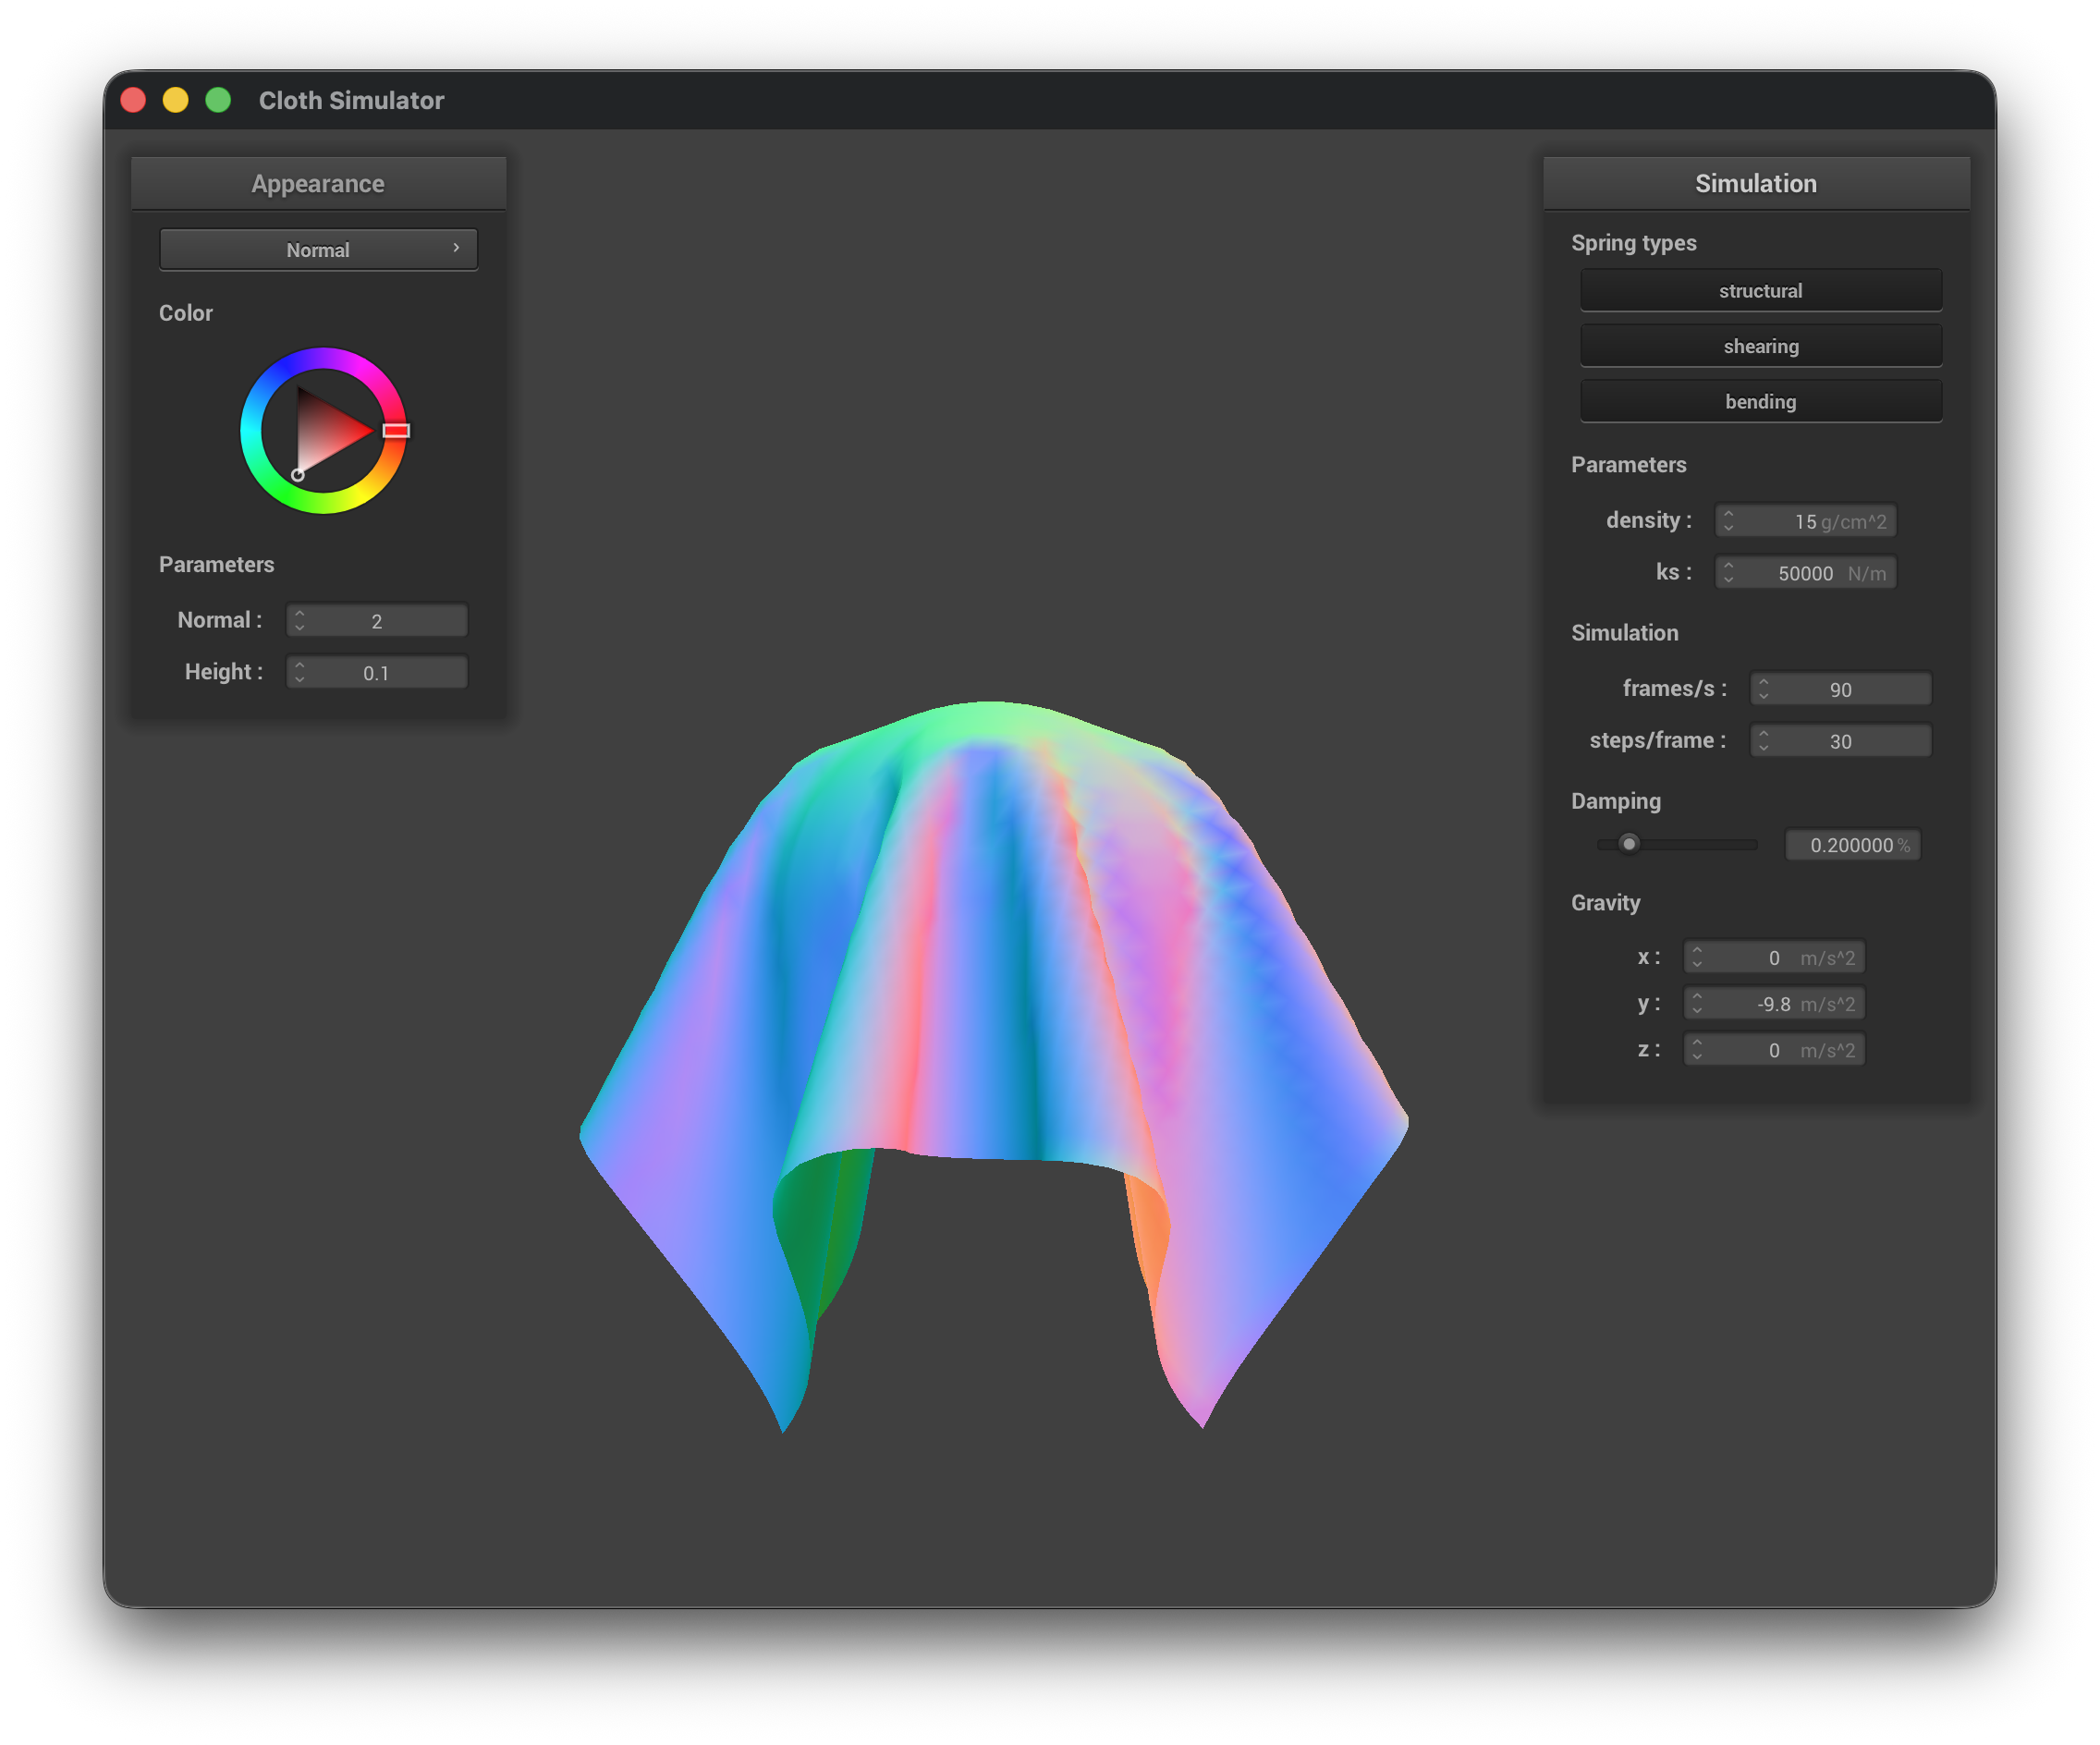 Cloth Simulator
Appearance
Normal
Color
Parameters
Normal : 2
Height : 0.1
Simulation
Spring types
structural
shearing
bending
Parameters
density : 15 g/cm^2
ks : 50000 N/m
Simulation
frames/s : 90
steps/frame : 30
Damping
0.200000 %
Gravity
x : 0 m/s^2
y : -9.8 m/s^2
z : 0 m/s^2